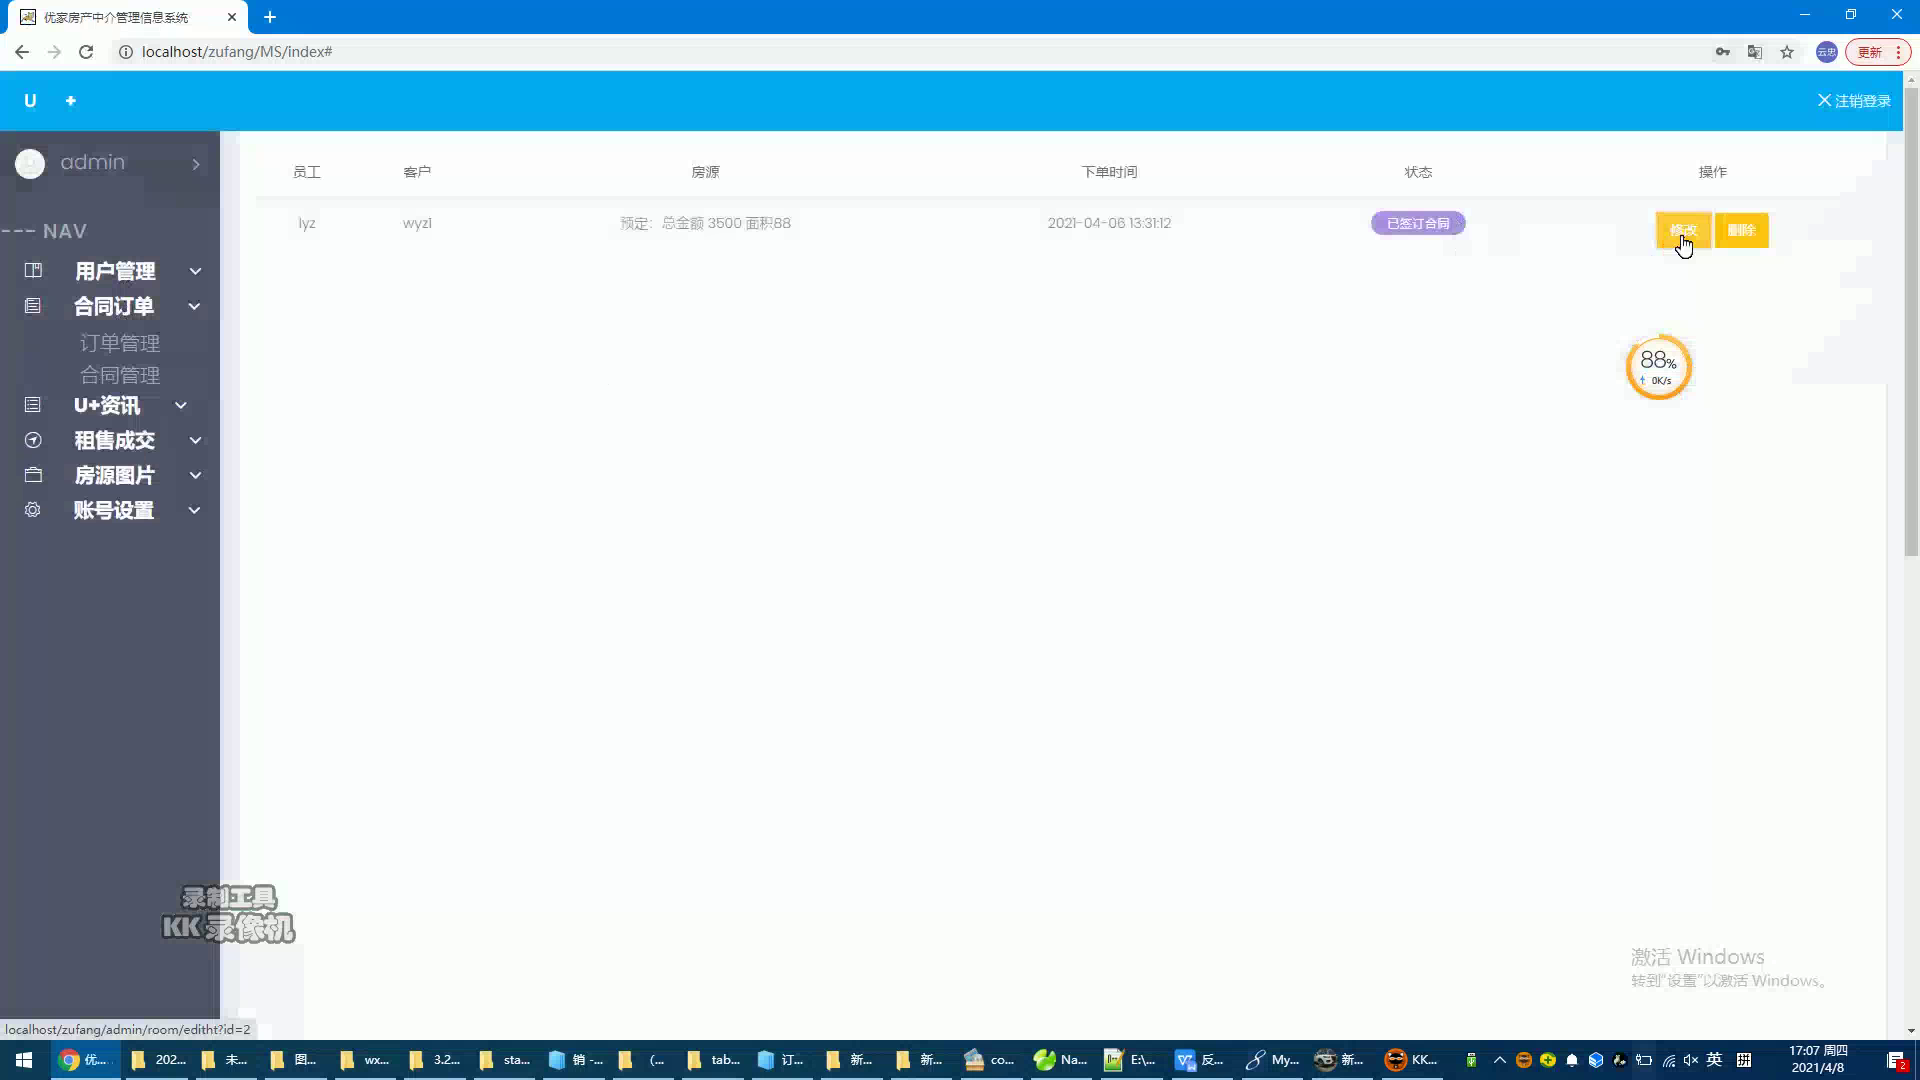 优家房产中介管理信息系统
localhost/zufang/MS/index#
云忠
更新
U +
注销登录
admin
--- NAV
用户管理
合同订单
订单管理
合同管理
U+资讯
租售成交
房源图片
账号设置
员工 客户 房源 下单时间 状态 操作
lyz wyz1 预定：总金额 3500 面积88 2021-04-06 13:31:12 已签订合同 修改 删除
88%
0K/s
录制工具
KK 录像机
激活 Windows
转到"设置"以激活 Windows。
localhost/zufang/admin/room/editht?id=2
优... 202... 未... 图... wx... 3.2... sta... 销 -... (... tab... 订... 新... 新... co... Na... E:\... 反... My... 新... KK... 英 拼 17:07 周四
2021/4/8
2